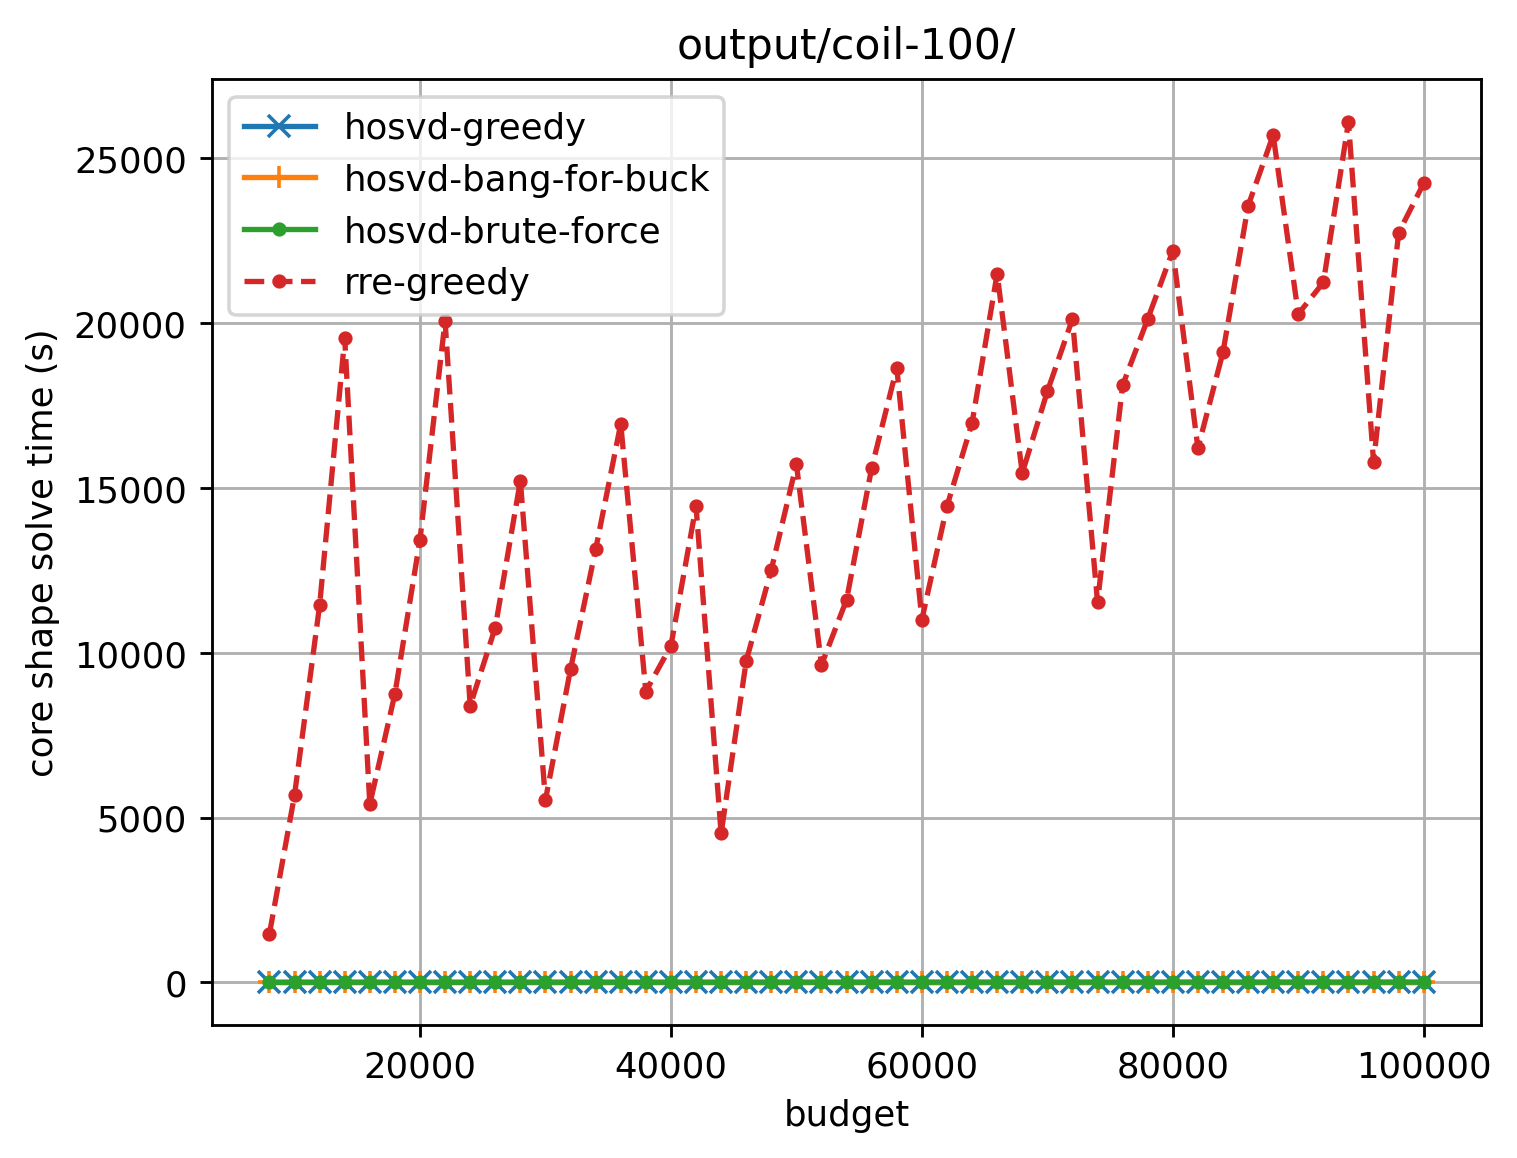 output/coil-100/
hosvd-greedy
hosvd-bang-for-buck
hosvd-brute-force
rre-greedy
core shape solve time (s)
25000
20000
15000
10000
5000
0
20000 40000 60000 80000 100000
budget